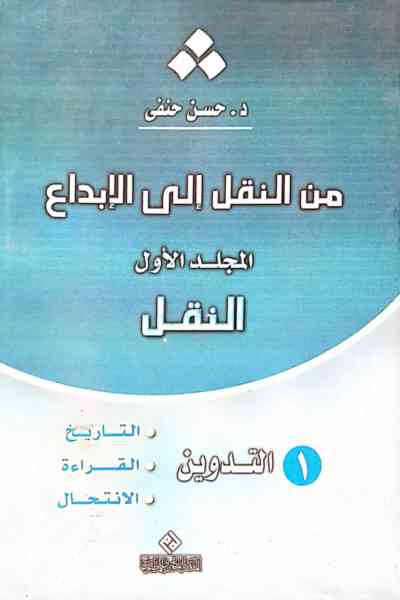 د. حسن حنفى
من النقل إلى الإبداع
المجلد الأول
النقل
١ التدوين
• التاريخ
• القراءة
• الانتحال